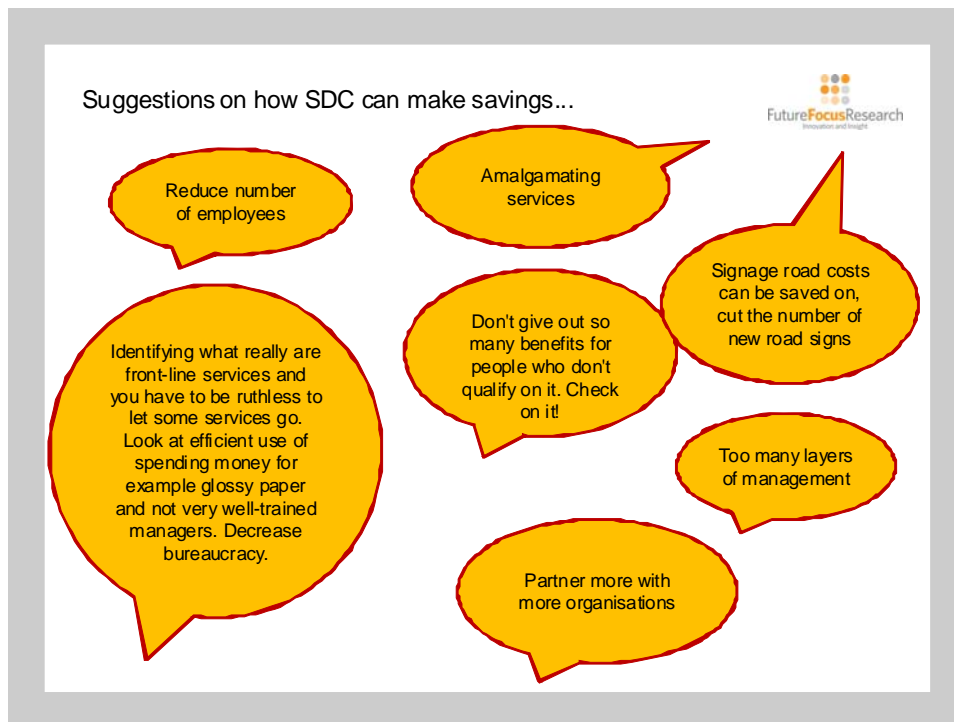 Suggestions on how SDC can make savings...
FutureFocusResearch
Innovation and Insight
Reduce number
of employees
Amalgamating
services
Signage road costs
can be saved on,
cut the number of
new road signs
Identifying what really are
front-line services and
you have to be ruthless to
let some services go.
Look at efficient use of
spending money for
example glossy paper
and not very well-trained
managers. Decrease
bureaucracy.
Don't give out so
many benefits for
people who don't
qualify on it. Check
on it!
Too many layers
of management
Partner more with
more organisations